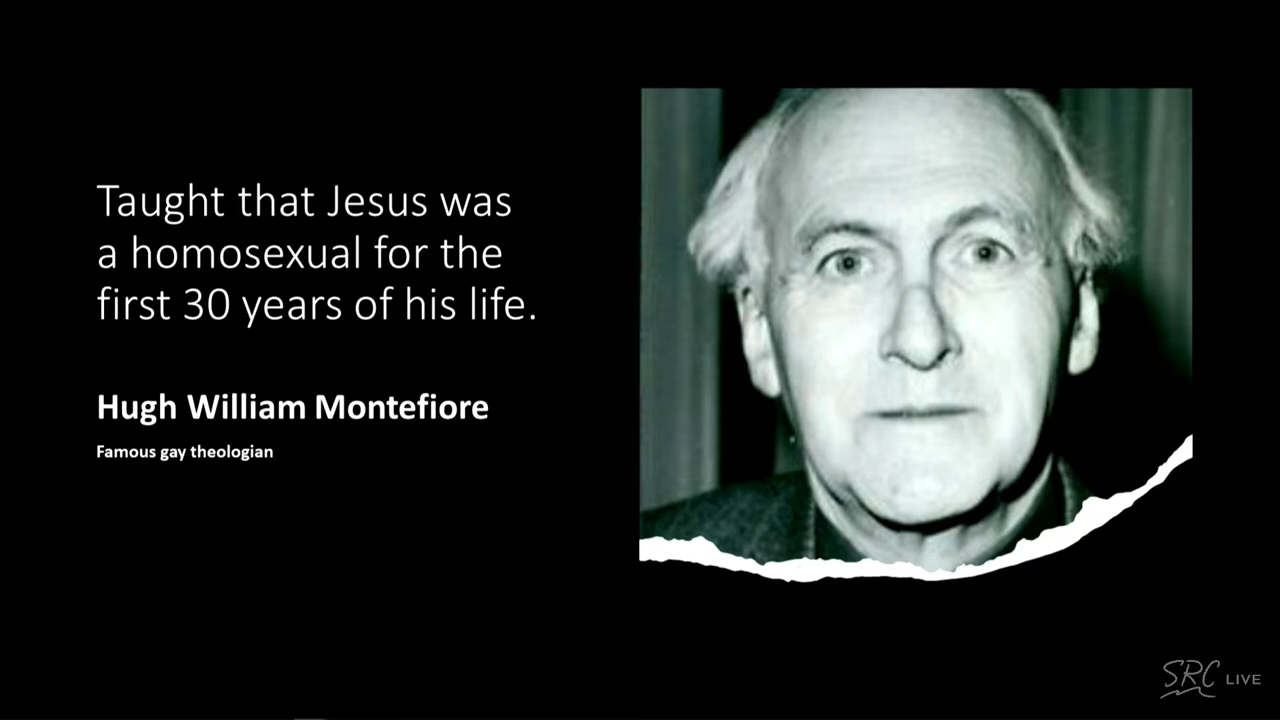 Taught that Jesus was
a homosexual for the
first 30 years of his life.
Hugh William Montefiore
Famous gay theologian
SRC LIVE